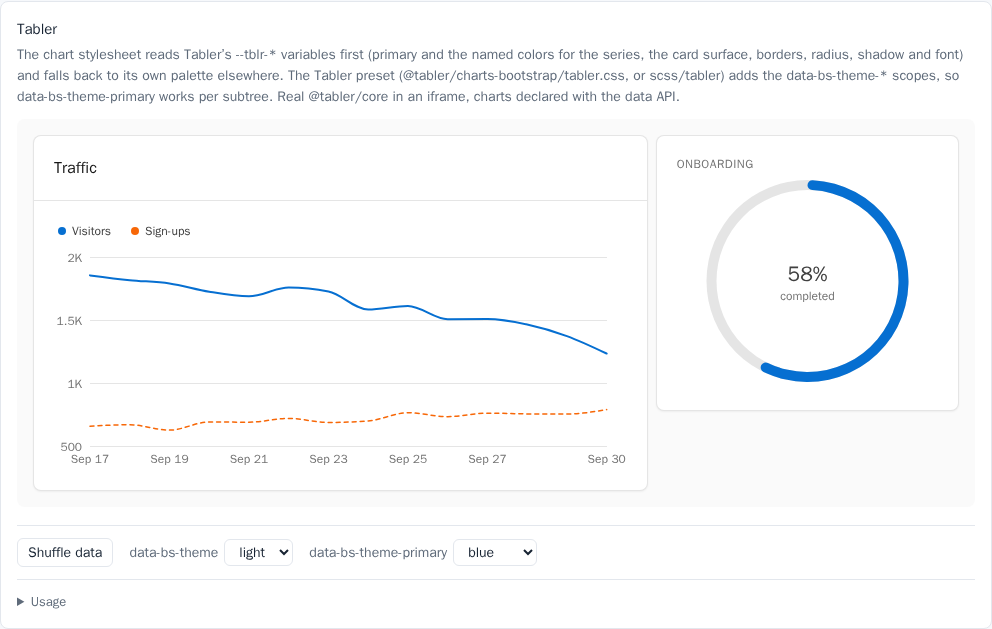 Tabler
The chart stylesheet reads Tabler's --tblr-* variables first (primary and the named colors for the series, the card surface, borders, radius, shadow and font)
and falls back to its own palette elsewhere. The Tabler preset (@tabler/charts-bootstrap/tabler.css, or scss/tabler) adds the data-bs-theme-* scopes, so
data-bs-theme-primary works per subtree. Real @tabler/core in an iframe, charts declared with the data API.
Traffic
Visitors
Sign-ups
2K
1.5K
1K
500
Sep 17
Sep 19
Sep 21
Sep 23
Sep 25
Sep 27
Sep 30
ONBOARDING
58%
completed
Shuffle data
data-bs-theme
light
data-bs-theme-primary
blue
Usage